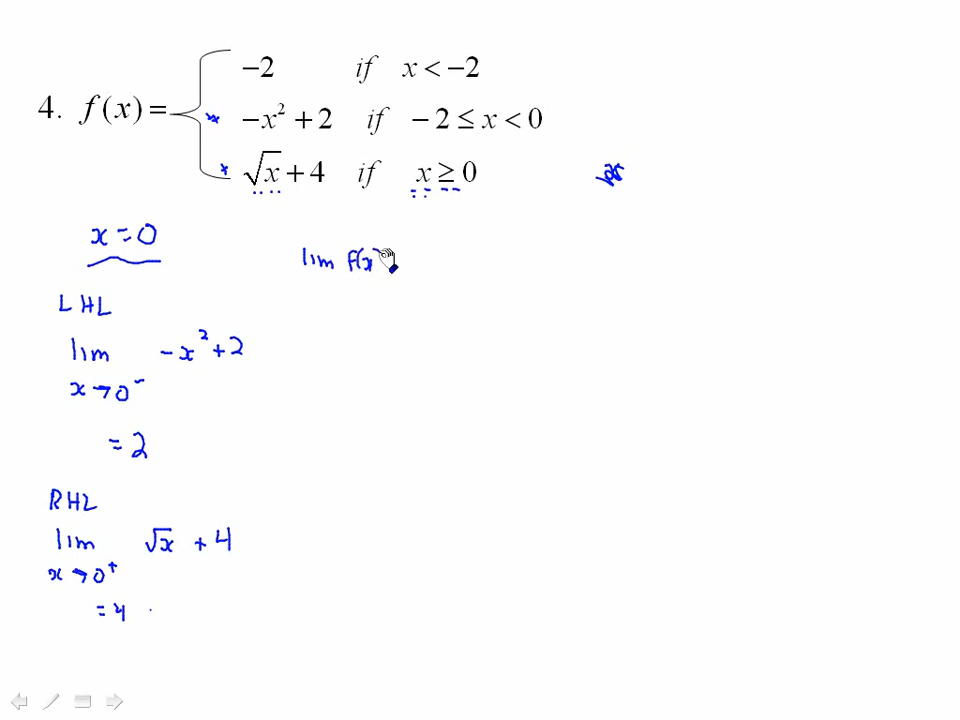 4. f(x) =
−2 if x < −2
−x² + 2 if −2 ≤ x < 0
√x + 4 if x ≥ 0
x = 0
lim f(x)
LHL
lim −x² + 2
x → 0⁻
= 2
RHL
lim √x + 4
x → 0⁺
= 4